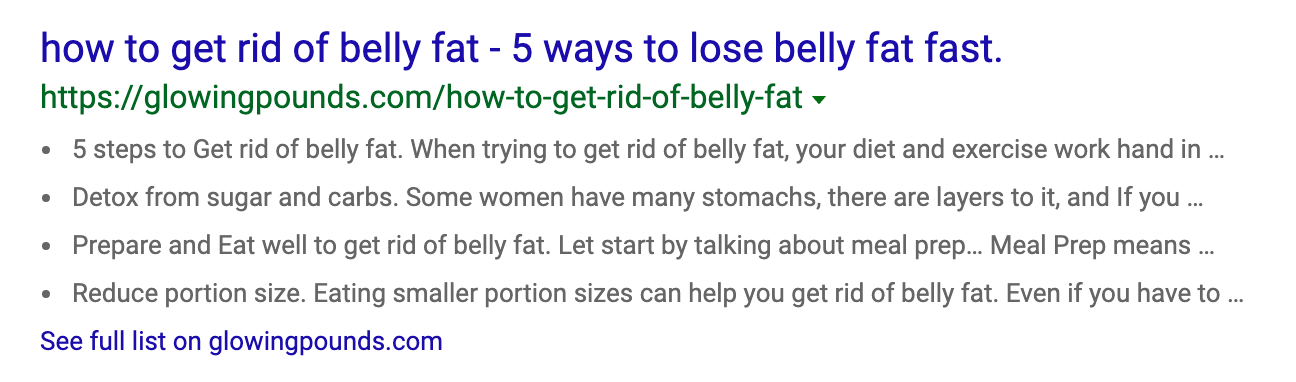 how to get rid of belly fat - 5 ways to lose belly fat fast.
https://glowingpounds.com/how-to-get-rid-of-belly-fat
• 5 steps to Get rid of belly fat. When trying to get rid of belly fat, your diet and exercise work hand in ...
• Detox from sugar and carbs. Some women have many stomachs, there are layers to it, and If you ...
• Prepare and Eat well to get rid of belly fat. Let start by talking about meal prep... Meal Prep means ...
• Reduce portion size. Eating smaller portion sizes can help you get rid of belly fat. Even if you have to ...
See full list on glowingpounds.com